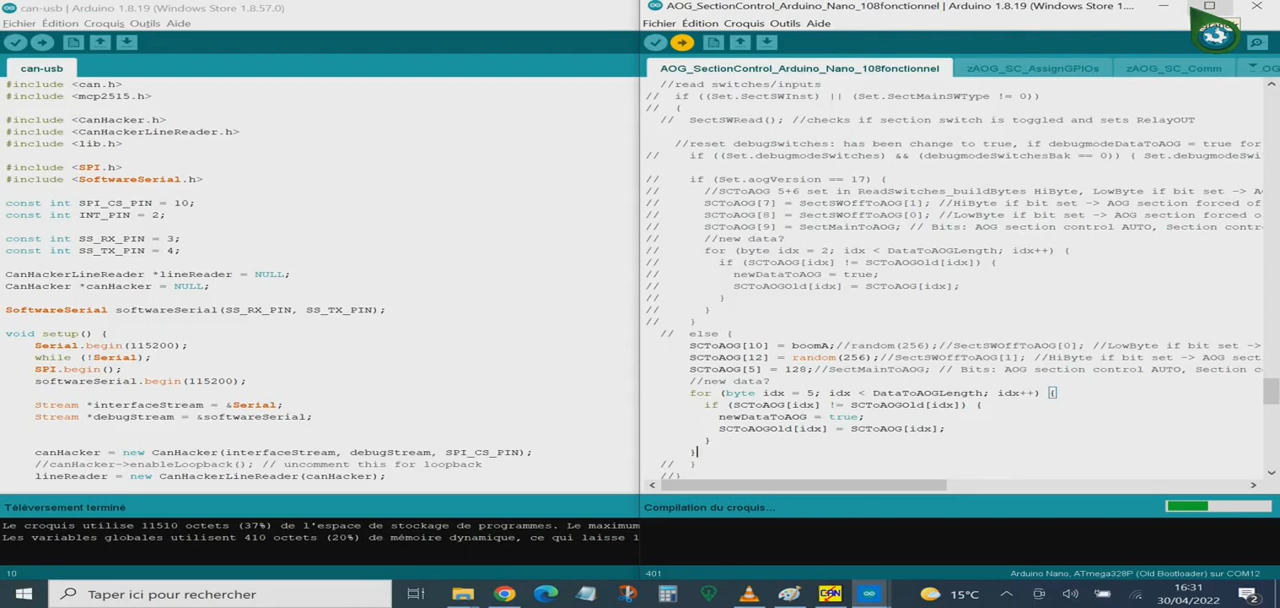 can-usb | Arduino 1.8.19 (Windows Store 1.8.57.0)
Fichier Édition Croquis Outils Aide
can-usb
#include <can.h>
#include <mcp2515.h>
#include <CanHacker.h>
#include <CanHackerLineReader.h>
#include <lib.h>
#include <SPI.h>
#include <SoftwareSerial.h>
const int SPI_CS_PIN = 10;
const int INT_PIN = 2;
const int SS_RX_PIN = 3;
const int SS_TX_PIN = 4;
CanHackerLineReader *lineReader = NULL;
CanHacker *canHacker = NULL;
SoftwareSerial softwareSerial(SS_RX_PIN, SS_TX_PIN);
void setup() {
Serial.begin(115200);
while (!Serial);
SPI.begin();
softwareSerial.begin(115200);
Stream *interfaceStream = &Serial;
Stream *debugStream = &softwareSerial;
canHacker = new CanHacker(interfaceStream, debugStream, SPI_CS_PIN);
//canHacker->enableLoopback(); // uncomment this for loopback
lineReader = new CanHackerLineReader(canHacker);
Téléversement terminé
Le croquis utilise 11510 octets (37%) de l'espace de stockage de programmes. Le maximum
Les variables globales utilisent 410 octets (20%) de mémoire dynamique, ce qui laisse 1
10
AOG_SectionControl_Arduino_Nano_108fonctionnel | Arduino 1.8.19 (Windows Store 1....
Fichier Édition Croquis Outils Aide
AOG_SectionControl_Arduino_Nano_108fonctionnel zAOG_SC_AssignGPIOs zAOG_SC_Comm
//read switches/inputs
// if ((Set.SectSWInst) || (Set.SectMainSWType != 0))
// {
// SectSWRead(); //checks if section switch is toggled and sets RelayOUT
//reset debugSwitches: has been change to true, if debugmodeDataToAOG = true for
// if ((Set.debugmodeSwitches) && (debugmodeSwitchesBak == 0)) { Set.debugmodeSwi
// if (Set.aogVersion == 17) {
// //SCToAOG 5+6 set in ReadSwitches_buildBytes HiByte, LowByte if bit set -> A
// SCToAOG[7] = SectSWOffToAOG[1]; //HiByte if bit set -> AOG section forced of
// SCToAOG[8] = SectSWOffToAOG[0]; //LowByte if bit set -> AOG section forced of
// SCToAOG[9] = SectMainToAOG; // Bits: AOG section control AUTO, Section contr
// //new data?
// for (byte idx = 2; idx < DataToAOGLength; idx++) {
// if (SCToAOG[idx] != SCToAOGOld[idx]) {
// newDataToAOG = true;
// SCToAOGOld[idx] = SCToAOG[idx];
// }
// }
// }
// else {
SCToAOG[10] = boomA;//random(256);//SectSWOffToAOG[0]; //LowByte if bit set -> A
SCToAOG[12] = random(256);//SectSWOffToAOG[1]; //HiByte if bit set -> AOG sect
SCToAOG[5] = 128;//SectMainToAOG; // Bits: AOG section control AUTO, Section c
//new data?
for (byte idx = 5; idx < DataToAOGLength; idx++) {
if (SCToAOG[idx] != SCToAOGOld[idx]) {
newDataToAOG = true;
SCToAOGOld[idx] = SCToAOG[idx];
}
}
// }
//}
Compilation du croquis...
401
Arduino Nano, ATmega328P (Old Bootloader) sur COM12
Taper ici pour rechercher
CAN
15°C
16:31
30/04/2022
2